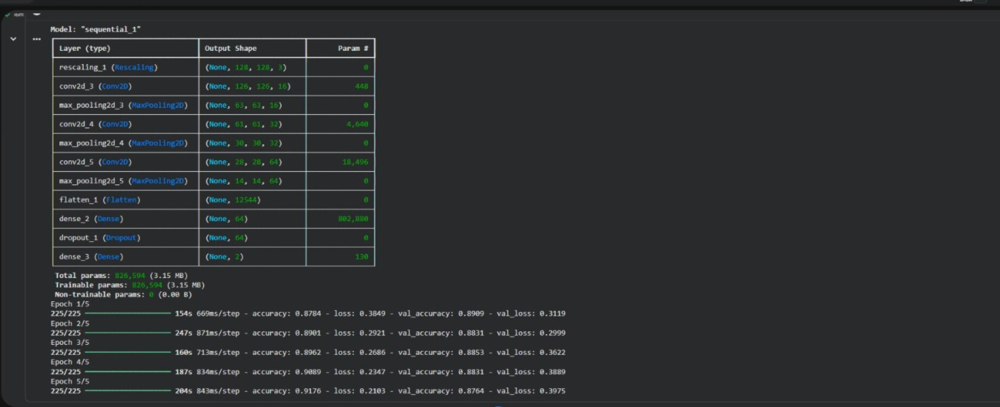 Model: "sequential_1"
Layer (type) Output Shape Param #
rescaling_1 (Rescaling) (None, 128, 128, 3) 0
conv2d_3 (Conv2D) (None, 126, 126, 16) 448
max_pooling2d_3 (MaxPooling2D) (None, 63, 63, 16) 0
conv2d_4 (Conv2D) (None, 61, 61, 32) 4,640
max_pooling2d_4 (MaxPooling2D) (None, 30, 30, 32) 0
conv2d_5 (Conv2D) (None, 28, 28, 64) 18,496
max_pooling2d_5 (MaxPooling2D) (None, 14, 14, 64) 0
flatten_1 (Flatten) (None, 12544) 0
dense_2 (Dense) (None, 64) 802,880
dropout_1 (Dropout) (None, 64) 0
dense_3 (Dense) (None, 2) 130
Total params: 826,594 (3.15 MB)
Trainable params: 826,594 (3.15 MB)
Non-trainable params: 0 (0.00 B)
Epoch 1/5
225/225 154s 669ms/step - accuracy: 0.8784 - loss: 0.3849 - val_accuracy: 0.8909 - val_loss: 0.3119
Epoch 2/5
225/225 247s 871ms/step - accuracy: 0.8901 - loss: 0.2921 - val_accuracy: 0.8831 - val_loss: 0.2999
Epoch 3/5
225/225 160s 713ms/step - accuracy: 0.8962 - loss: 0.2686 - val_accuracy: 0.8853 - val_loss: 0.3622
Epoch 4/5
225/225 187s 834ms/step - accuracy: 0.9089 - loss: 0.2347 - val_accuracy: 0.8831 - val_loss: 0.3889
Epoch 5/5
225/225 204s 843ms/step - accuracy: 0.9176 - loss: 0.2103 - val_accuracy: 0.8764 - val_loss: 0.3975